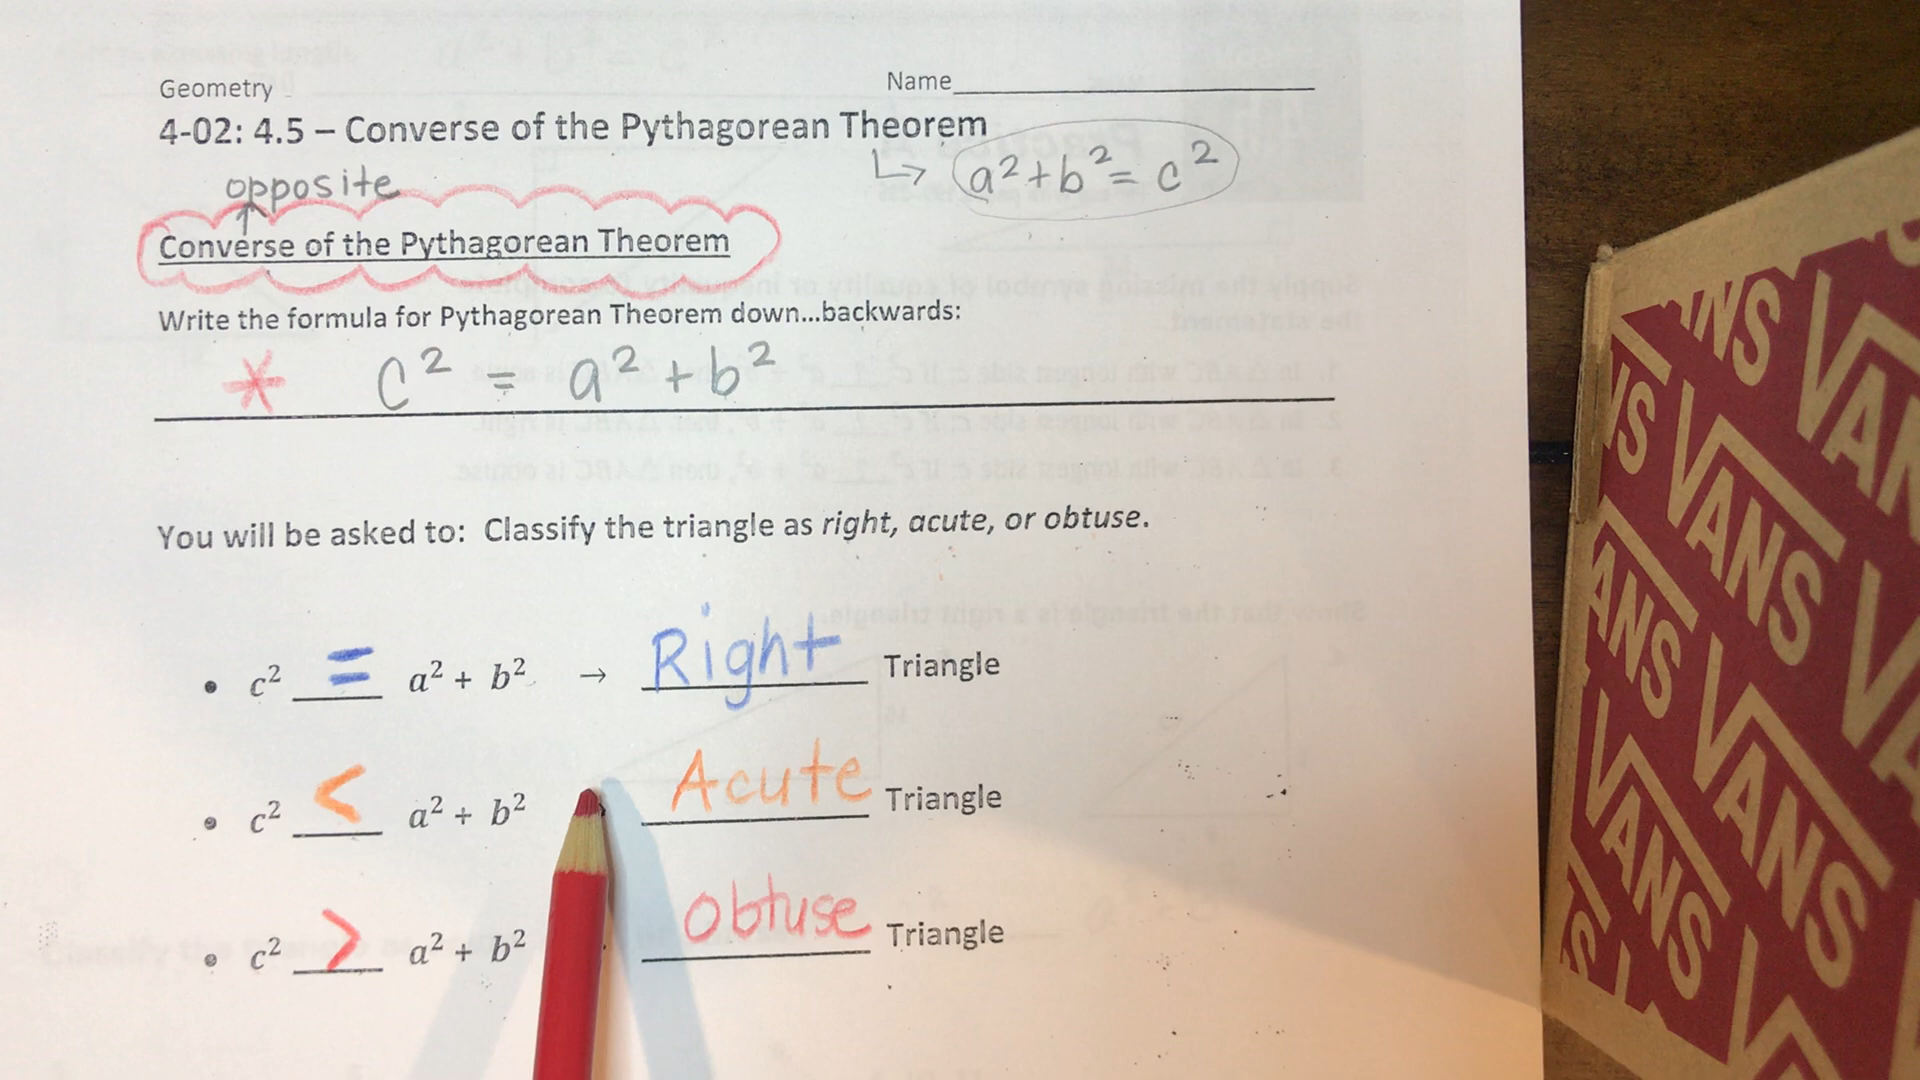 Geometry
Name
4-02: 4.5 – Converse of the Pythagorean Theorem
↳ a² + b² = c²
opposite
Converse of the Pythagorean Theorem
Write the formula for Pythagorean Theorem down...backwards:
* c² = a² + b²
You will be asked to: Classify the triangle as right, acute, or obtuse.
• c² = a² + b² → Right Triangle
• c² < a² + b² Acute Triangle
• c² > a² + b² Obtuse Triangle
VANS
VANS
VANS
VANS
VANS